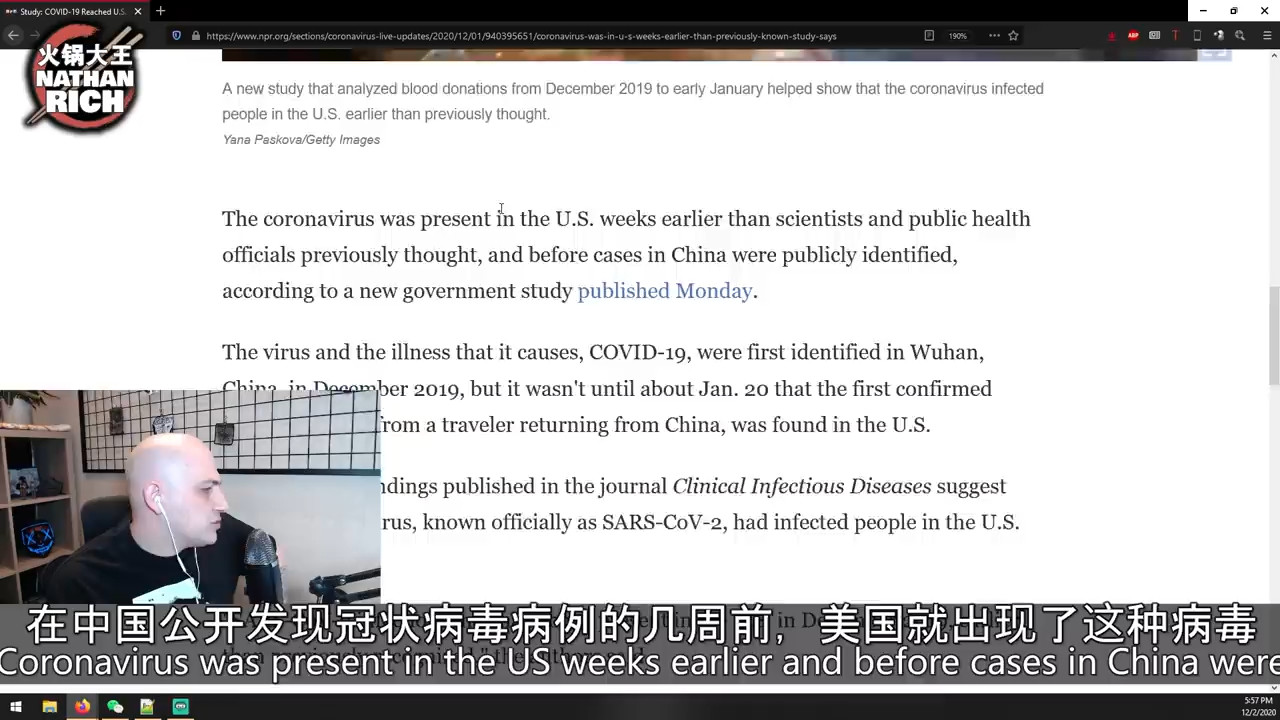 Study: COVID-19 Reached U.S.
https://www.npr.org/sections/coronavirus-live-updates/2020/12/01/940395651/coronavirus-was-in-u-s-weeks-earlier-than-previously-known-study-says
190%
ABP
火锅大王
NATHAN
RICH
A new study that analyzed blood donations from December 2019 to early January helped show that the coronavirus infected
people in the U.S. earlier than previously thought.
Yana Paskova/Getty Images
The coronavirus was present in the U.S. weeks earlier than scientists and public health
officials previously thought, and before cases in China were publicly identified,
according to a new government study published Monday.
The virus and the illness that it causes, COVID-19, were first identified in Wuhan,
China, in December 2019, but it wasn't until about Jan. 20 that the first confirmed
from a traveler returning from China, was found in the U.S.
ndings published in the journal Clinical Infectious Diseases suggest
rus, known officially as SARS-CoV-2, had infected people in the U.S.
在中国公开发现冠状病毒病例的几周前，美国就出现了这种病毒
Coronavirus was present in the US weeks earlier and before cases in China were
5:57 PM
12/2/2020